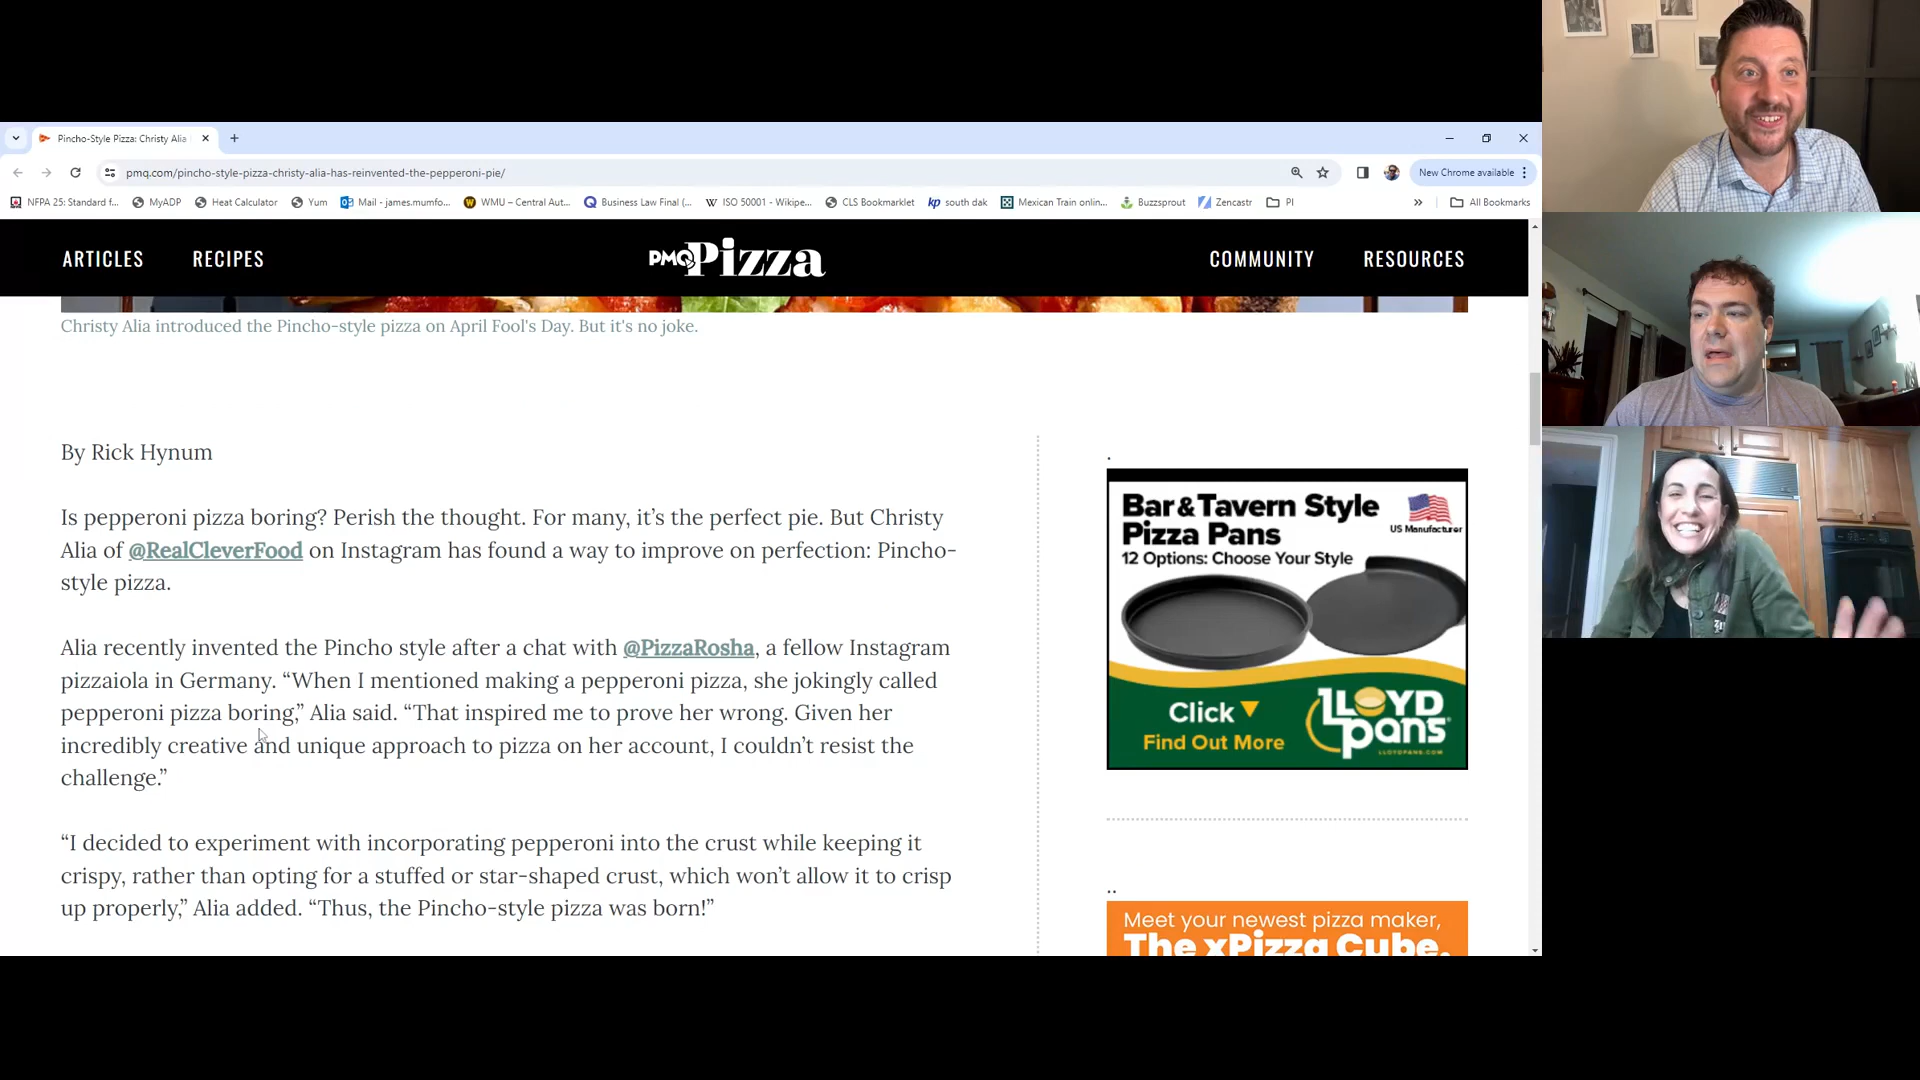 Pincho-Style Pizza: Christy Alia
pmq.com/pincho-style-pizza-christy-alia-has-reinvented-the-pepperoni-pie/
New Chrome available
NFPA 25: Standard f...
MyADP
Heat Calculator
Yum
Mail - james.mumfo...
WMU – Central Aut...
Business Law Final (...
ISO 50001 - Wikipe...
CLS Bookmarklet
south dak
Mexican Train onlin...
Buzzsprout
Zencastr
PI
»
All Bookmarks
ARTICLES
RECIPES
PMQ Pizza
COMMUNITY
RESOURCES
Christy Alia introduced the Pincho-style pizza on April Fool's Day. But it's no joke.
By Rick Hynum
Is pepperoni pizza boring? Perish the thought. For many, it’s the perfect pie. But Christy
Alia of @RealCleverFood on Instagram has found a way to improve on perfection: Pincho-
style pizza.
Alia recently invented the Pincho style after a chat with @PizzaRosha, a fellow Instagram
pizzaiola in Germany. “When I mentioned making a pepperoni pizza, she jokingly called
pepperoni pizza boring,” Alia said. “That inspired me to prove her wrong. Given her
incredibly creative and unique approach to pizza on her account, I couldn’t resist the
challenge.”
“I decided to experiment with incorporating pepperoni into the crust while keeping it
crispy, rather than opting for a stuffed or star-shaped crust, which won’t allow it to crisp
up properly,” Alia added. “Thus, the Pincho-style pizza was born!”
.
Bar & Tavern Style
Pizza Pans
US Manufacturer
12 Options: Choose Your Style
Click
Find Out More
LLOYD
pans
LLOYDPANS.COM
..
Meet your newest pizza maker,
The xPizza Cube.